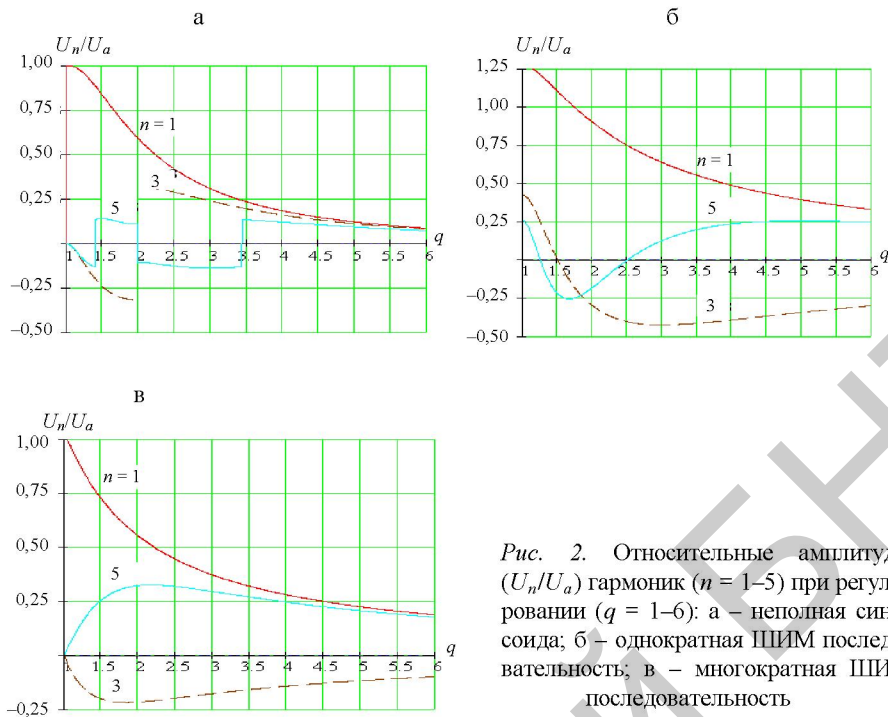 а
Un/Ua
1,00
0,75
0,50
0,25
–0,25
–0,50
n = 1
3
5
1 1.5 2 2.5 3 3.5 4 4.5 5 5.5 6
q
б
Un/Ua
1,25
1,00
0,75
0,50
0,25
0,00
–0,25
–0,50
n = 1
5
3
1 1.5 2 2.5 3 3.5 4 4.5 5 5.5 6
q
в
Un/Ua
1,00
0,75
0,50
0,25
–0,25
n = 1
5
3
1 1.5 2 2.5 3 3.5 4 4.5 5 5.5 6
q
Рис. 2. Относительные амплитуд
(Un/Ua) гармоник (n = 1–5) при регул
ровании (q = 1–6): а – неполная син
соида; б – однократная ШИМ послед
вательность; в – многократная ШИ
последовательность
Й БНТ